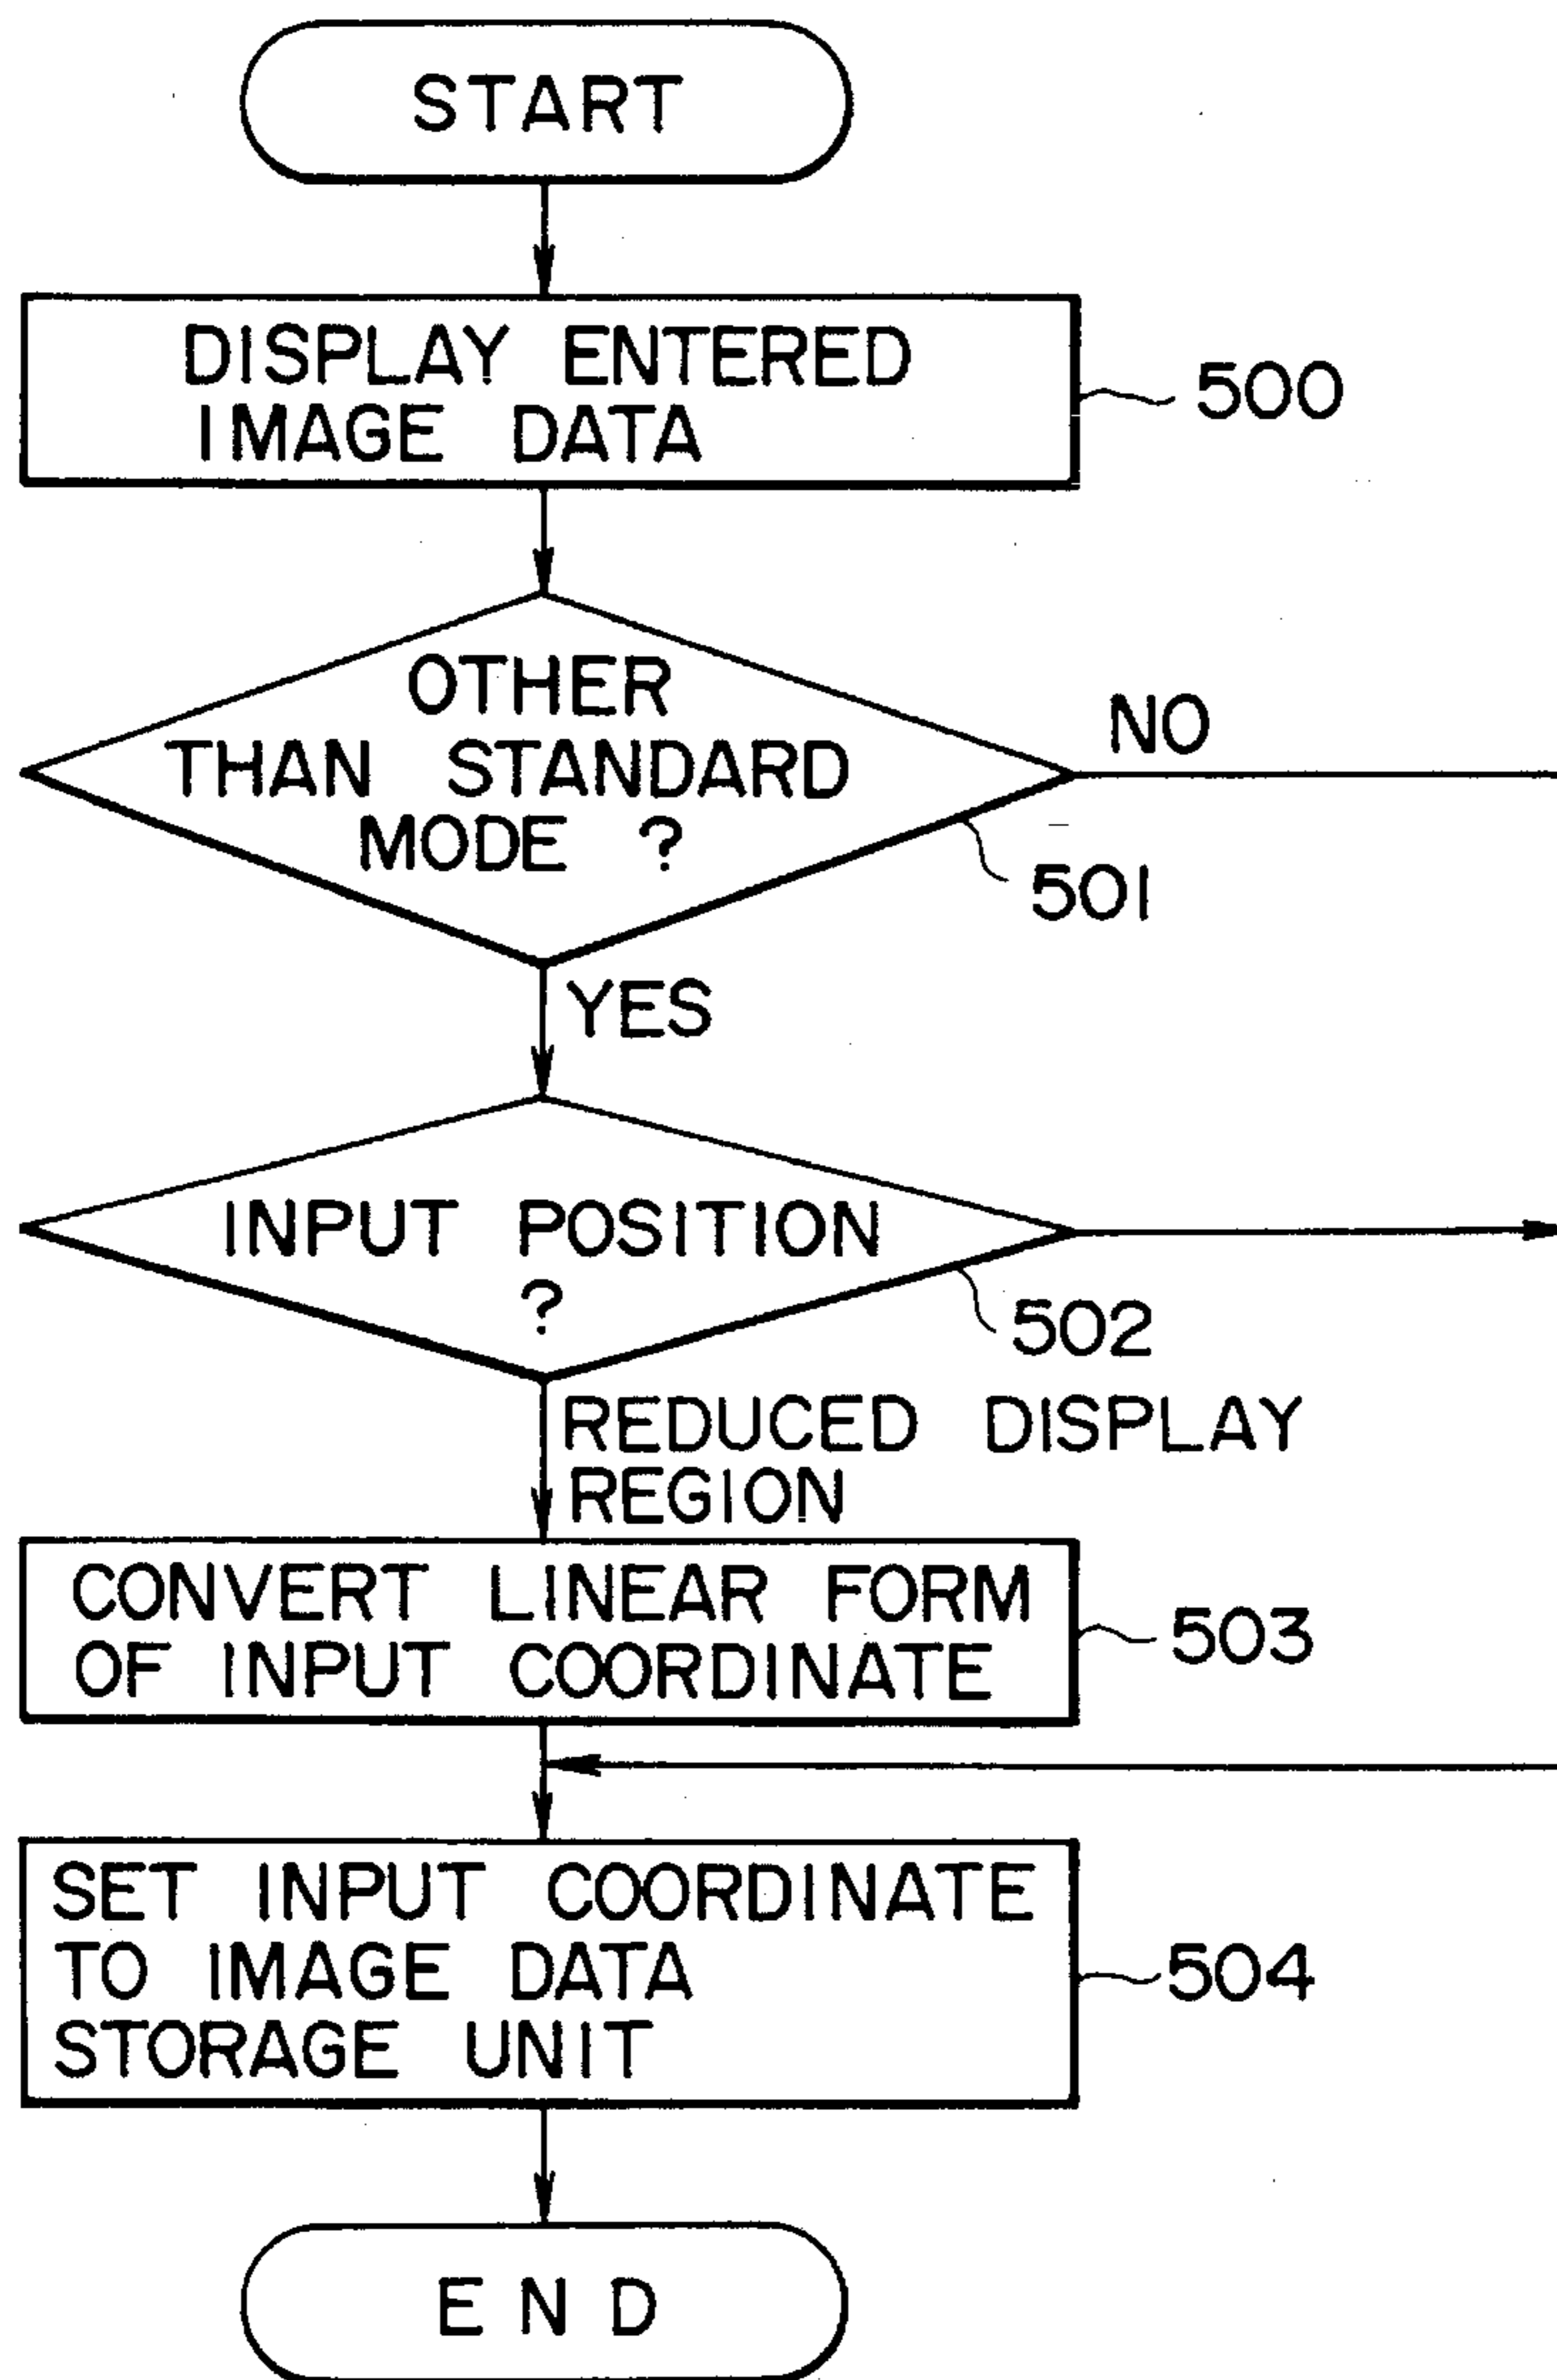 START
DISPLAY ENTERED
IMAGE DATA
500
OTHER
THAN STANDARD
MODE ?
NO
501
YES
INPUT POSITION
?
502
REDUCED DISPLAY
REGION
CONVERT LINEAR FORM
OF INPUT COORDINATE
503
SET INPUT COORDINATE
TO IMAGE DATA
STORAGE UNIT
504
END